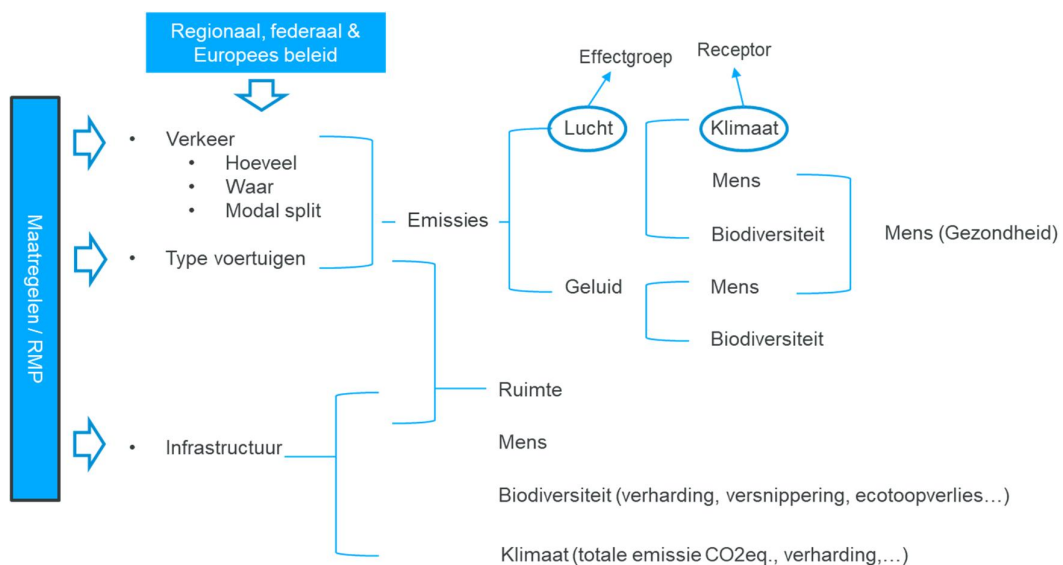 Regionaal, federaal &
Europees beleid
Effectgroep
Receptor
Maatregelen / RMP
• Verkeer
• Hoeveel
• Waar
• Modal split
• Type voertuigen
Emissies
Lucht
Klimaat
Mens
Biodiversiteit
Geluid
Mens
Biodiversiteit
Mens (Gezondheid)
• Infrastructuur
Ruimte
Mens
Biodiversiteit (verharding, versnippering, ecotoopverlies…)
Klimaat (totale emissie CO2eq., verharding,…)